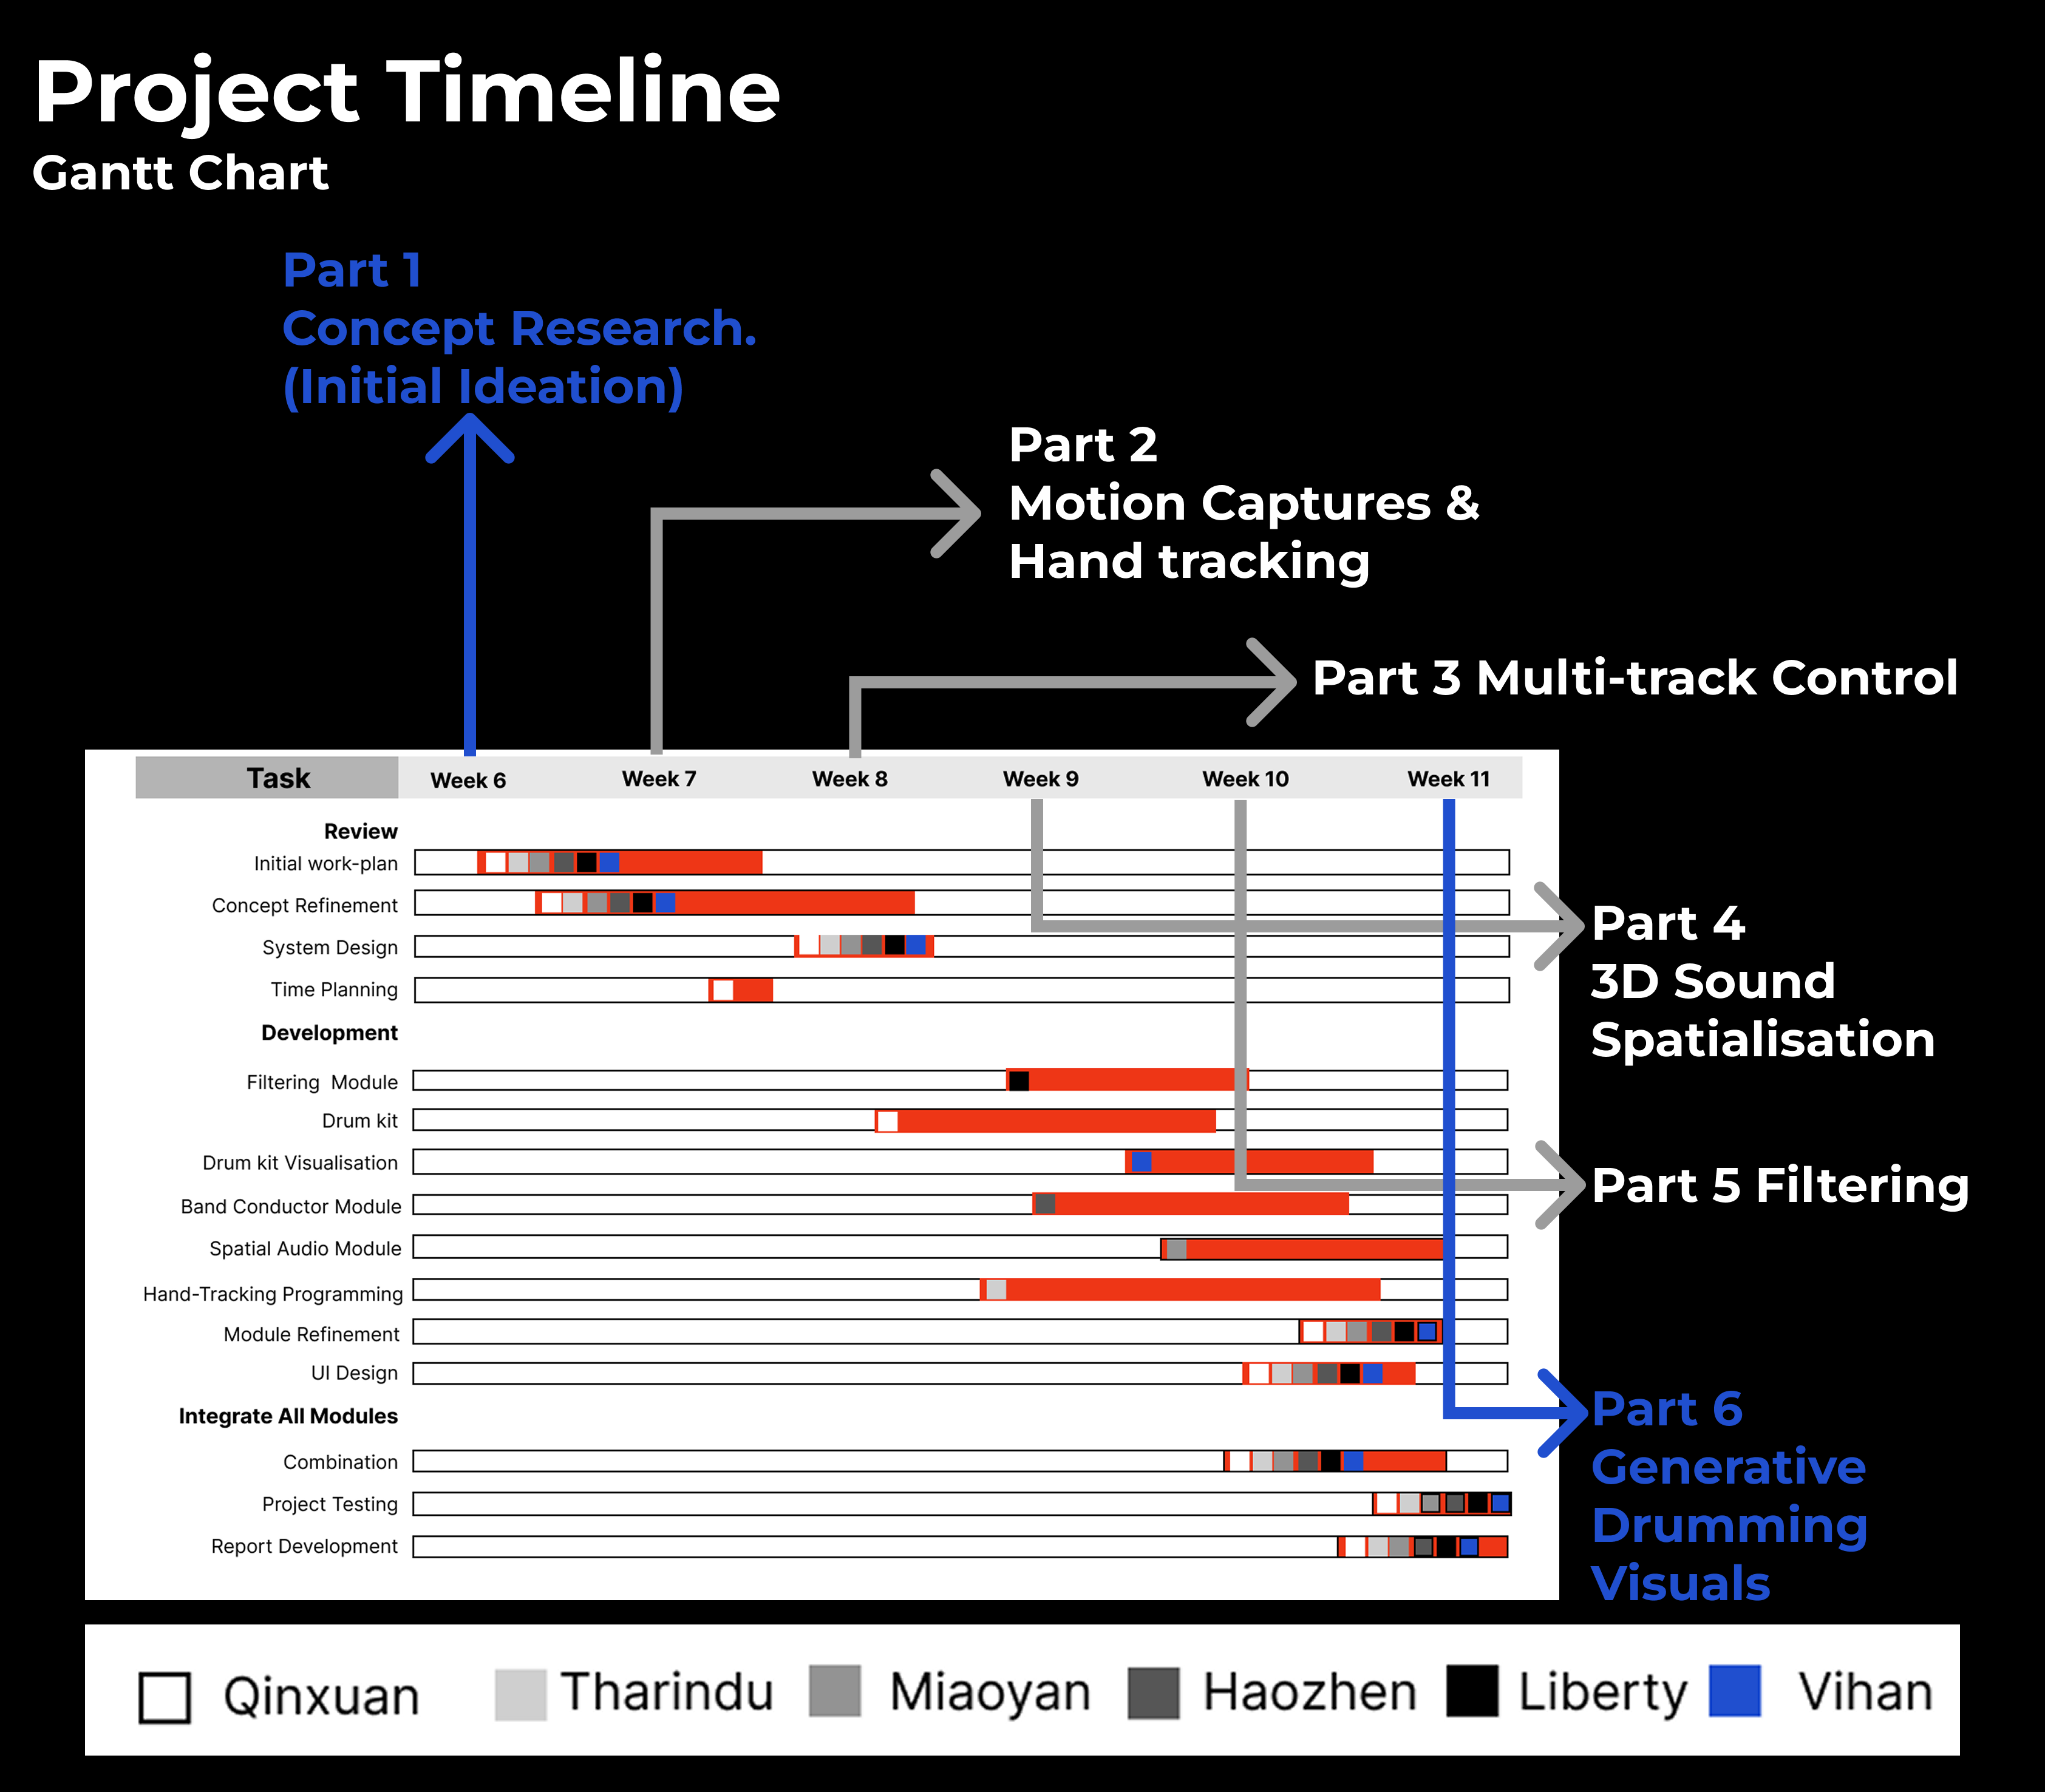 Project Timeline
Gantt Chart
Part 1
Concept Research.
(Initial Ideation)
Part 2
Motion Captures &
Hand tracking
Part 3 Multi-track Control
Task Week 6 Week 7 Week 8 Week 9 Week 10 Week 11
Review
Initial work-plan
Concept Refinement
System Design
Time Planning
Development
Filtering Module
Drum kit
Drum kit Visualisation
Band Conductor Module
Spatial Audio Module
Hand-Tracking Programming
Module Refinement
UI Design
Integrate All Modules
Combination
Project Testing
Report Development
Part 4
3D Sound
Spatialisation
Part 5 Filtering
Part 6
Generative
Drumming
Visuals
Qinxuan Tharindu Miaoyan Haozhen Liberty Vihan